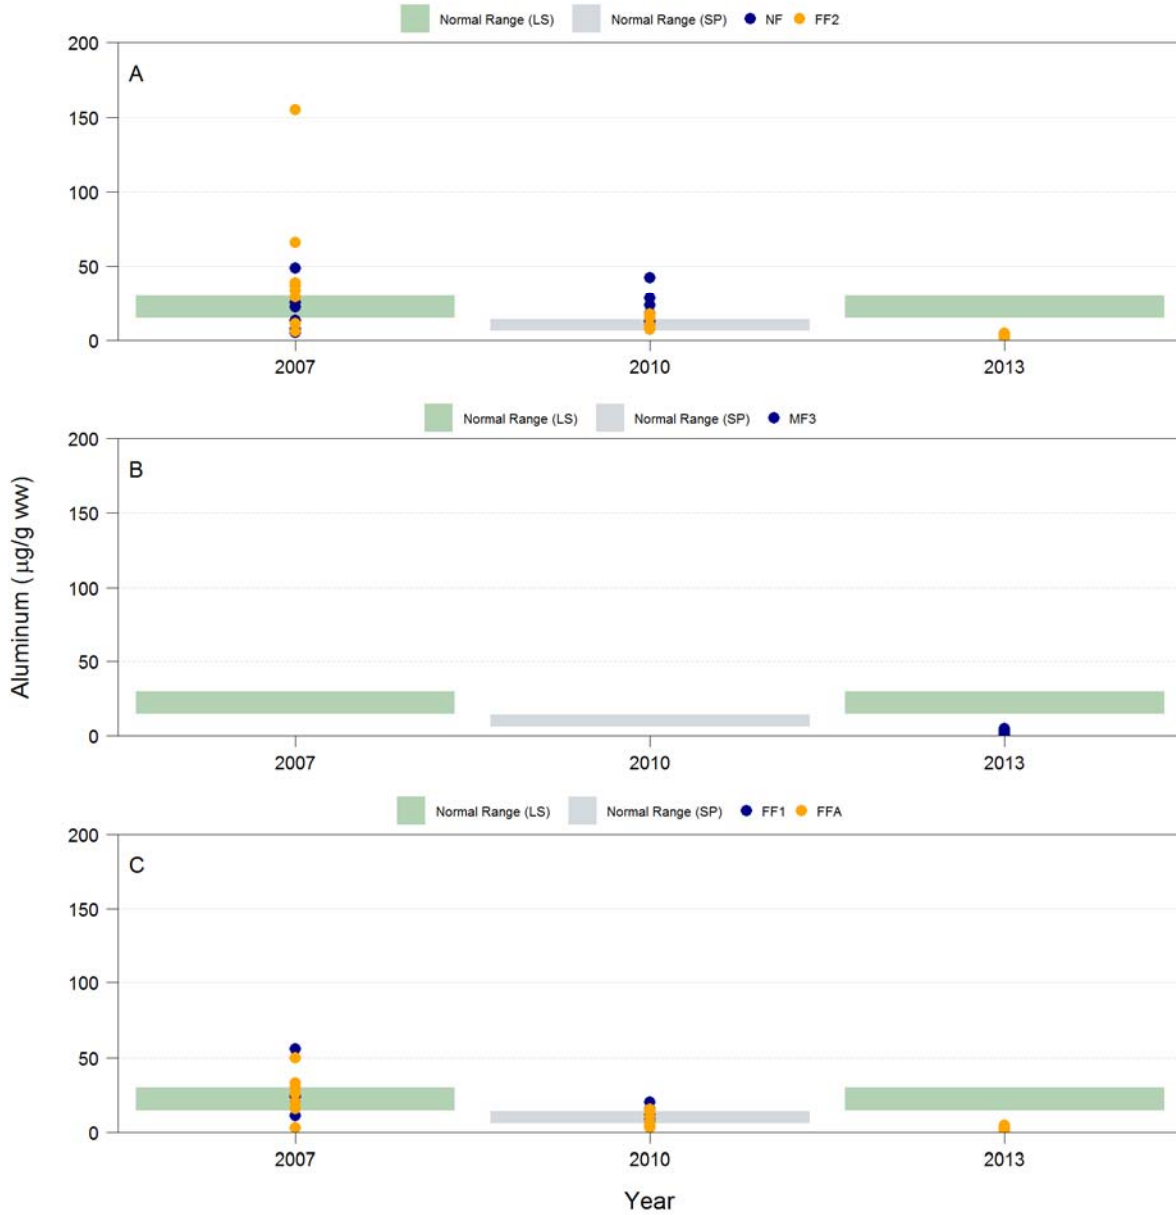 Normal Range (LS) Normal Range (SP) NF FF2
200
A
150
100
50
0
2007 2010 2013
Normal Range (LS) Normal Range (SP) MF3
200
B
150
100
50
0
2007 2010 2013
Aluminum ( μg/g ww)
Normal Range (LS) Normal Range (SP) FF1 FFA
200
C
150
100
50
0
2007 2010 2013
Year